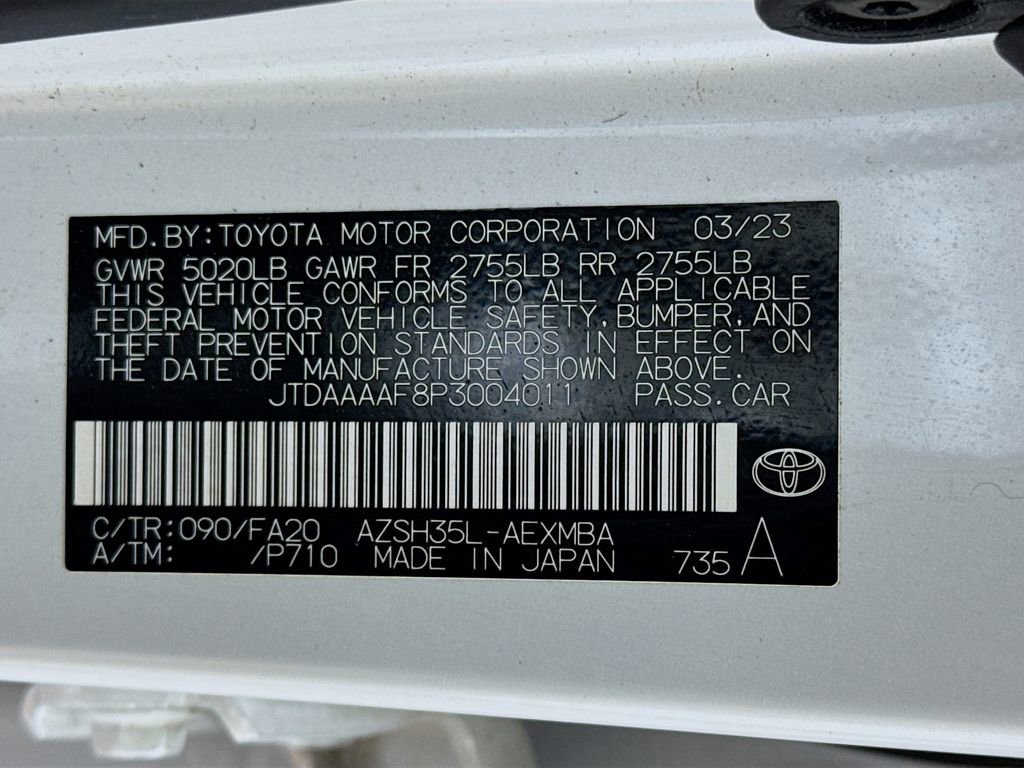 MFD.BY:TOYOTA MOTOR CORPORATION 03/23
GVWR 5020LB GAWR FR 2755LB RR 2755LB
THIS VEHICLE CONFORMS TO ALL APPLICABLE
FEDERAL MOTOR VEHICLE SAFETY,BUMPER,AND
THEFT PREVENTION STANDARDS IN EFFECT ON
THE DATE OF MANUFACTURE SHOWN ABOVE.
JTDAAAAF8P3004011 PASS.CAR
C/TR:090/FA20 AZSH35L-AEXMBA
A/TM: /P710 MADE IN JAPAN 735 A